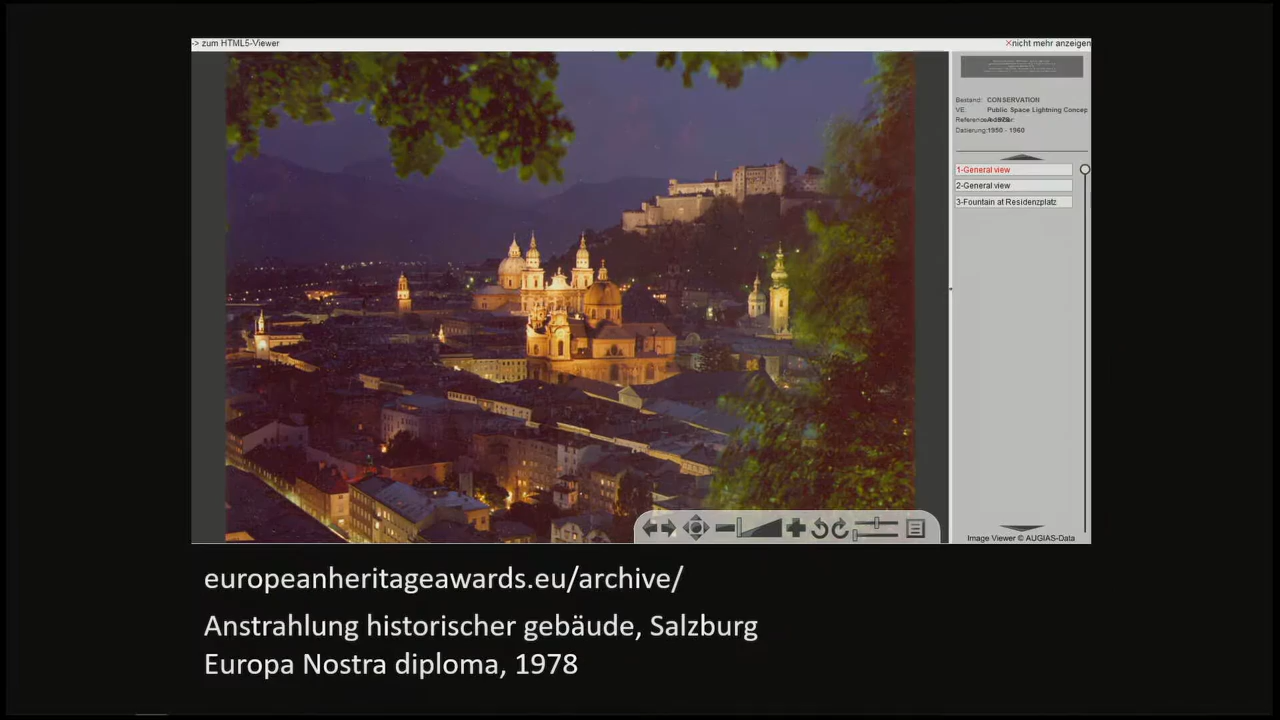 -> zum HTML5-Viewer
×nicht mehr anzeigen
Bestand: CONSERVATION
VE: Public Space Lightning Concep
A 1978
Datierung: 1950 - 1960
1-General view
2-General view
3-Fountain at Residenzplatz
Image Viewer © AUGIAS-Data
europeanheritageawards.eu/archive/
Anstrahlung historischer gebäude, Salzburg
Europa Nostra diploma, 1978